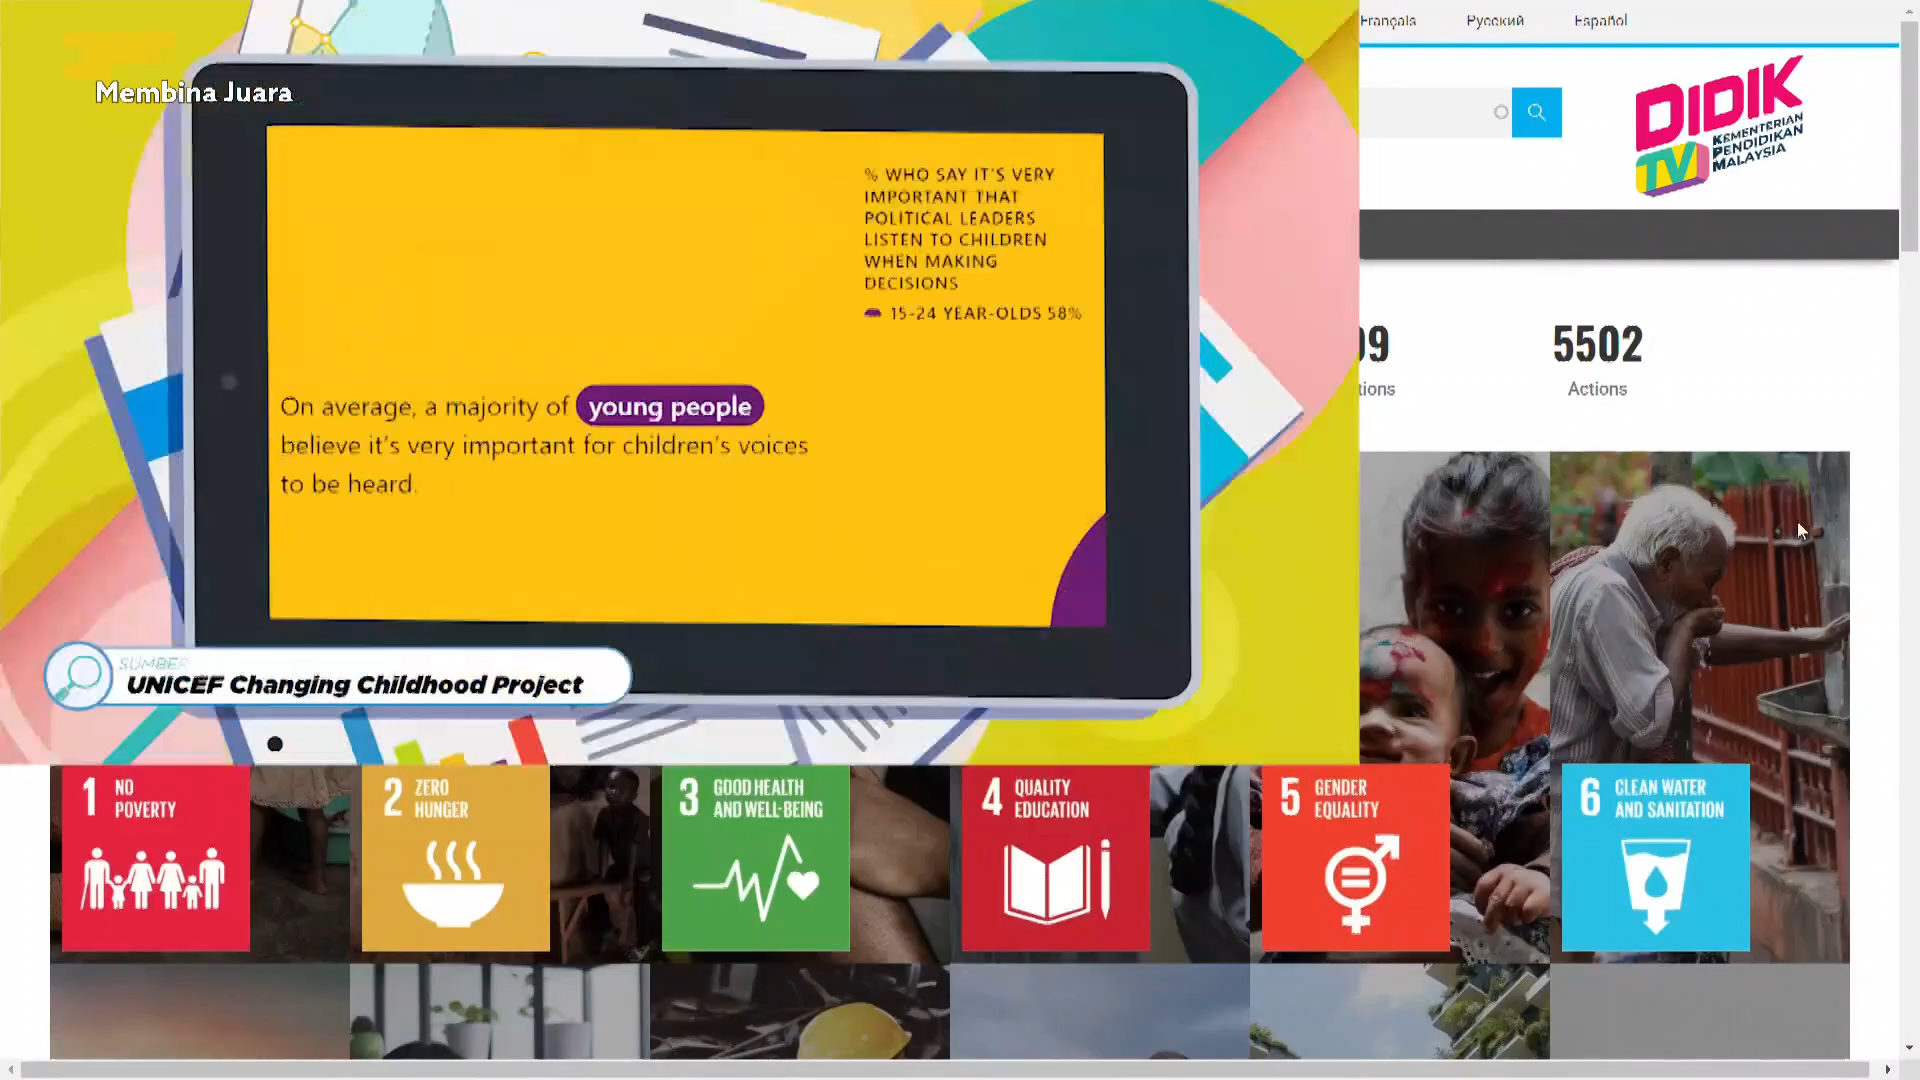 Français Русский Español
Membina Juara
DIDIK
TV
KEMENTERIAN
PENDIDIKAN
MALAYSIA
% WHO SAY IT'S VERY
IMPORTANT THAT
POLITICAL LEADERS
LISTEN TO CHILDREN
WHEN MAKING
DECISIONS
15-24 YEAR-OLDS 58%
5502
Actions
On average, a majority of young people
believe it's very important for children's voices
to be heard.
SUMBER
UNICEF Changing Childhood Project
1 NO
POVERTY
2 ZERO
HUNGER
3 GOOD HEALTH
AND WELL-BEING
4 QUALITY
EDUCATION
5 GENDER
EQUALITY
6 CLEAN WATER
AND SANITATION